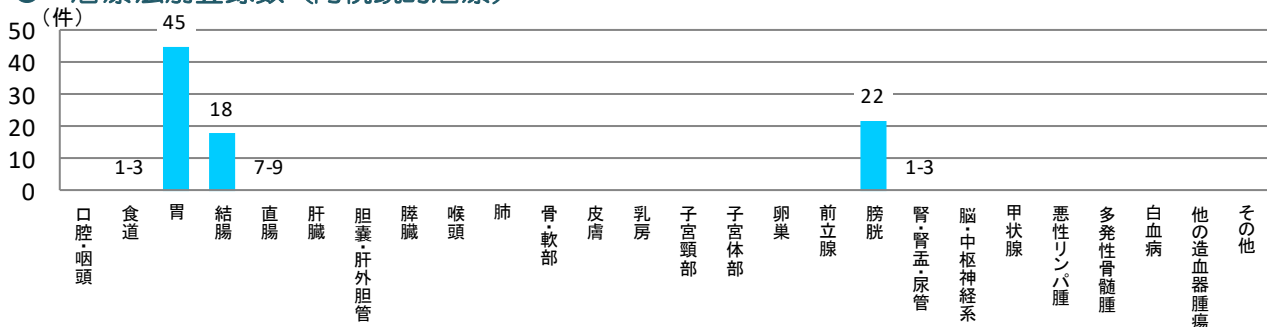 (件)
50
40
30
20
10
0
1-3
45
18
7-9
22
1-3
口腔・咽頭
食道
胃
結腸
直腸
肝臓
胆嚢・肝外胆管
膵臓
喉頭
肺
骨・軟部
皮膚
乳房
子宮頸部
子宮体部
卵巣
前立腺
膀胱
腎・腎盂・尿管
脳・中枢神経系
甲状腺
悪性リンパ腫
多発性骨髄腫
白血病
他の造血器腫瘍
その他